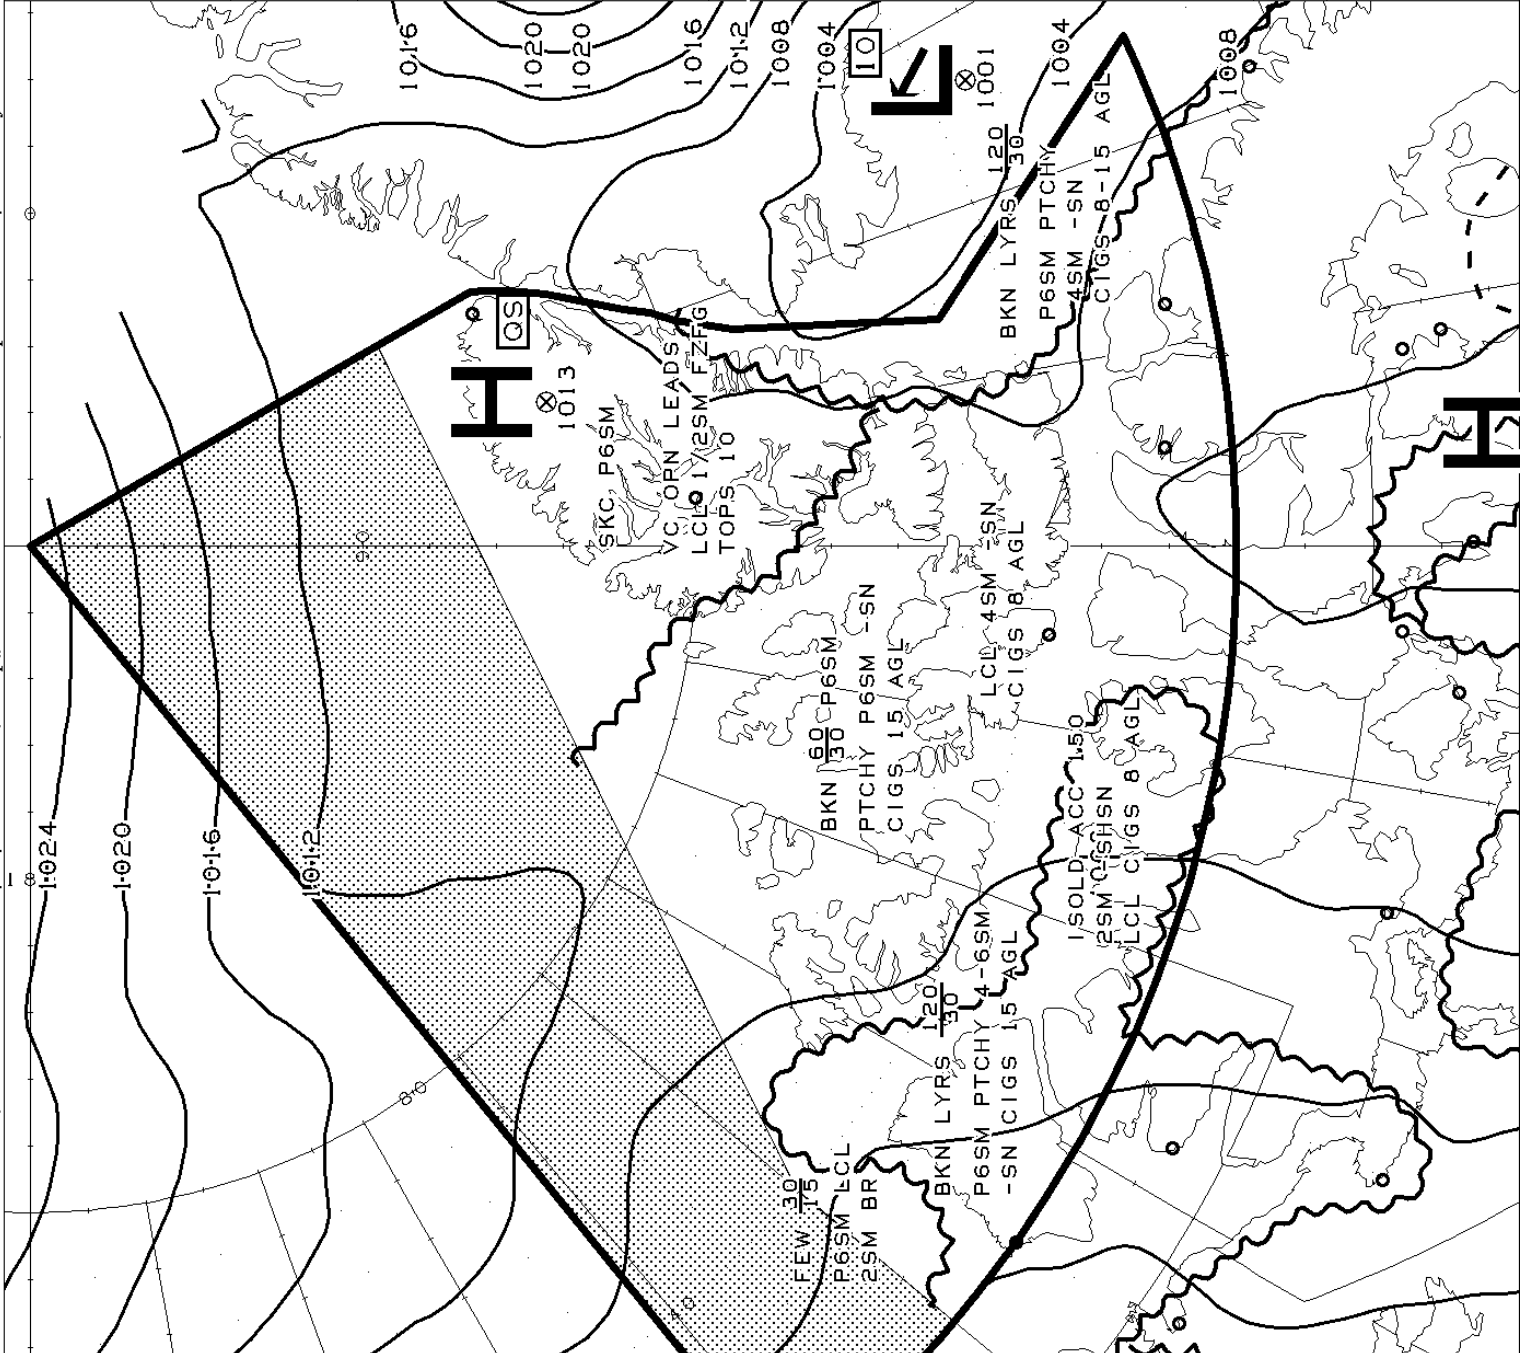 1016
1020
1020
1016
1012
1008
1004
10
L
1001
1004
1008
BKN LYRS 120/30
P6SM PTCHY
4SM -SN
CIGS 8-15 AGL
QS
H
1013
SKC P6SM
VC OPN LEADS
LCL 1/2SM FZFG
TOPS 10
BKN 60/30 P6SM
PTCHY P6SM -SN
CIGS 15 AGL
LCL 4SM -SN
CIGS 8 AGL
ISOLD ACC 150
2SM -SHSN
LCL CIGS 8 AGL
BKN LYRS 120/30
P6SM PTCHY 4-6SM
-SN CIGS 15 AGL
FEW 30/15
P6SM LCL
2SM BR
1024
1020
1016
1012
90
80
70
0
H